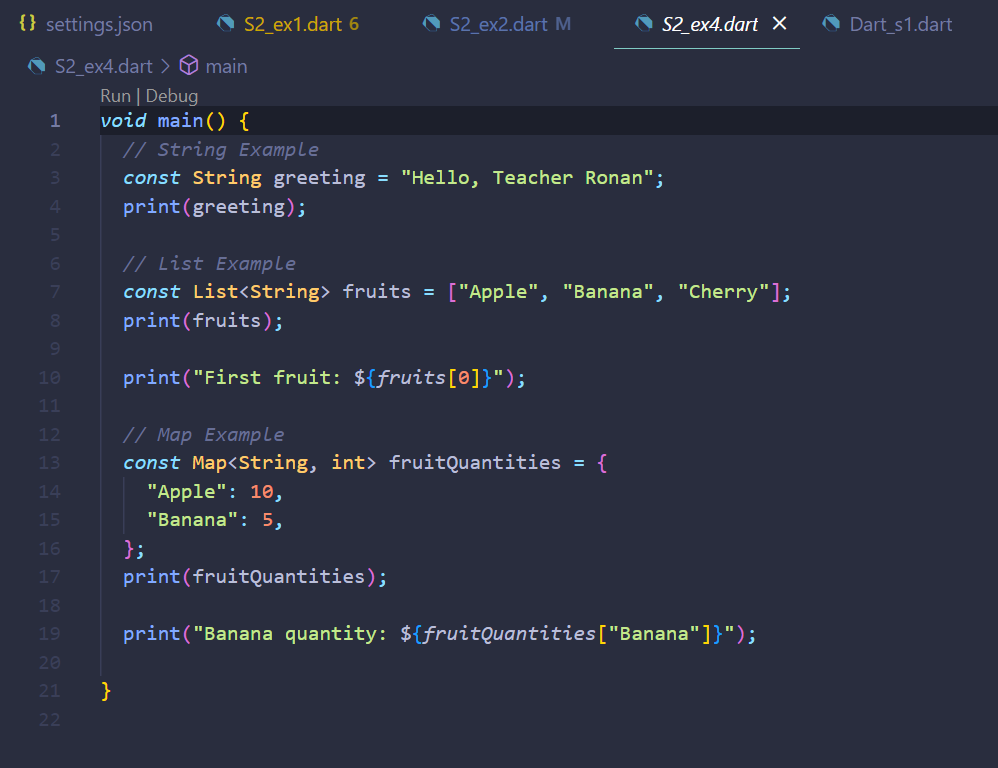 {} settings.json S2_ex1.dart 6 S2_ex2.dart M S2_ex4.dart × Dart_s1.dart
S2_ex4.dart > main
Run | Debug
1 void main() {
2   // String Example
3   const String greeting = "Hello, Teacher Ronan";
4   print(greeting);
5
6   // List Example
7   const List<String> fruits = ["Apple", "Banana", "Cherry"];
8   print(fruits);
9
10   print("First fruit: ${fruits[0]}");
11
12   // Map Example
13   const Map<String, int> fruitQuantities = {
14     "Apple": 10,
15     "Banana": 5,
16   };
17   print(fruitQuantities);
18
19   print("Banana quantity: ${fruitQuantities["Banana"]}");
20
21 }
22